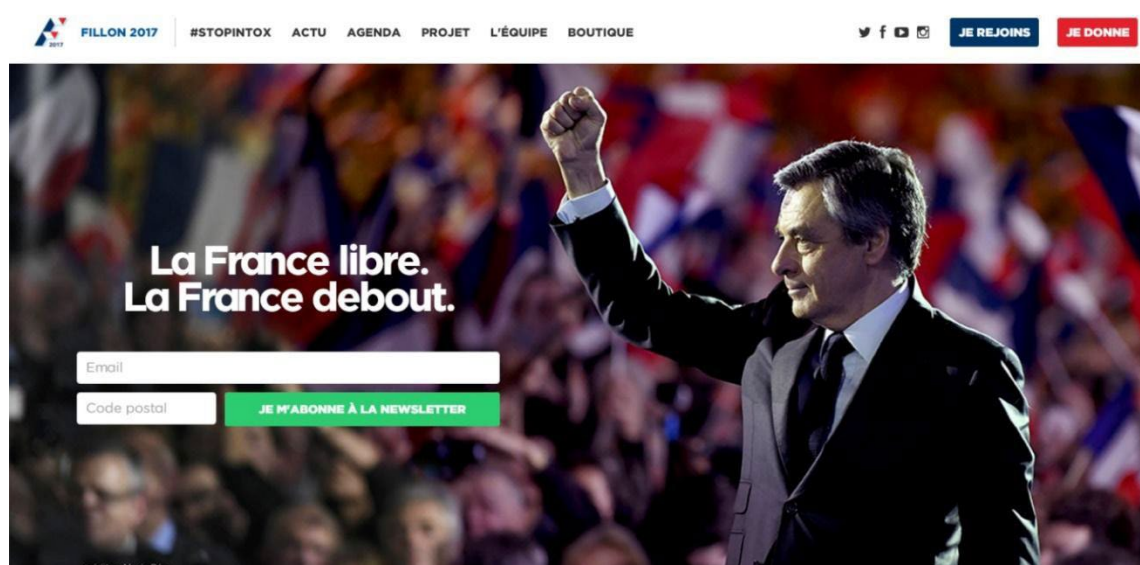 2017
FILLON 2017
#STOPINTOX
ACTU
AGENDA
PROJET
L'ÉQUIPE
BOUTIQUE
JE REJOINS
JE DONNE
La France libre.
La France debout.
Email
Code postal
JE M'ABONNE À LA NEWSLETTER